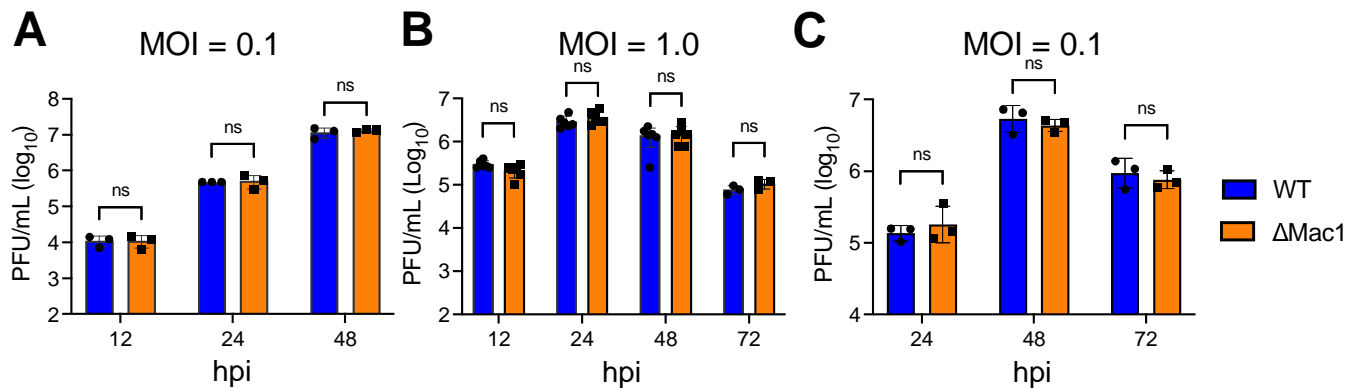 A
MOI = 0.1
PFU/mL (log10)
8
7
6
5
4
3
2
ns
ns
ns
12
24
48
hpi
B
MOI = 1.0
PFU/mL (Log10)
7
6
5
4
3
2
ns
ns
ns
ns
12
24
48
72
hpi
C
MOI = 0.1
PFU/mL (log10)
7
6
5
4
ns
ns
ns
24
48
72
hpi
WT
ΔMac1